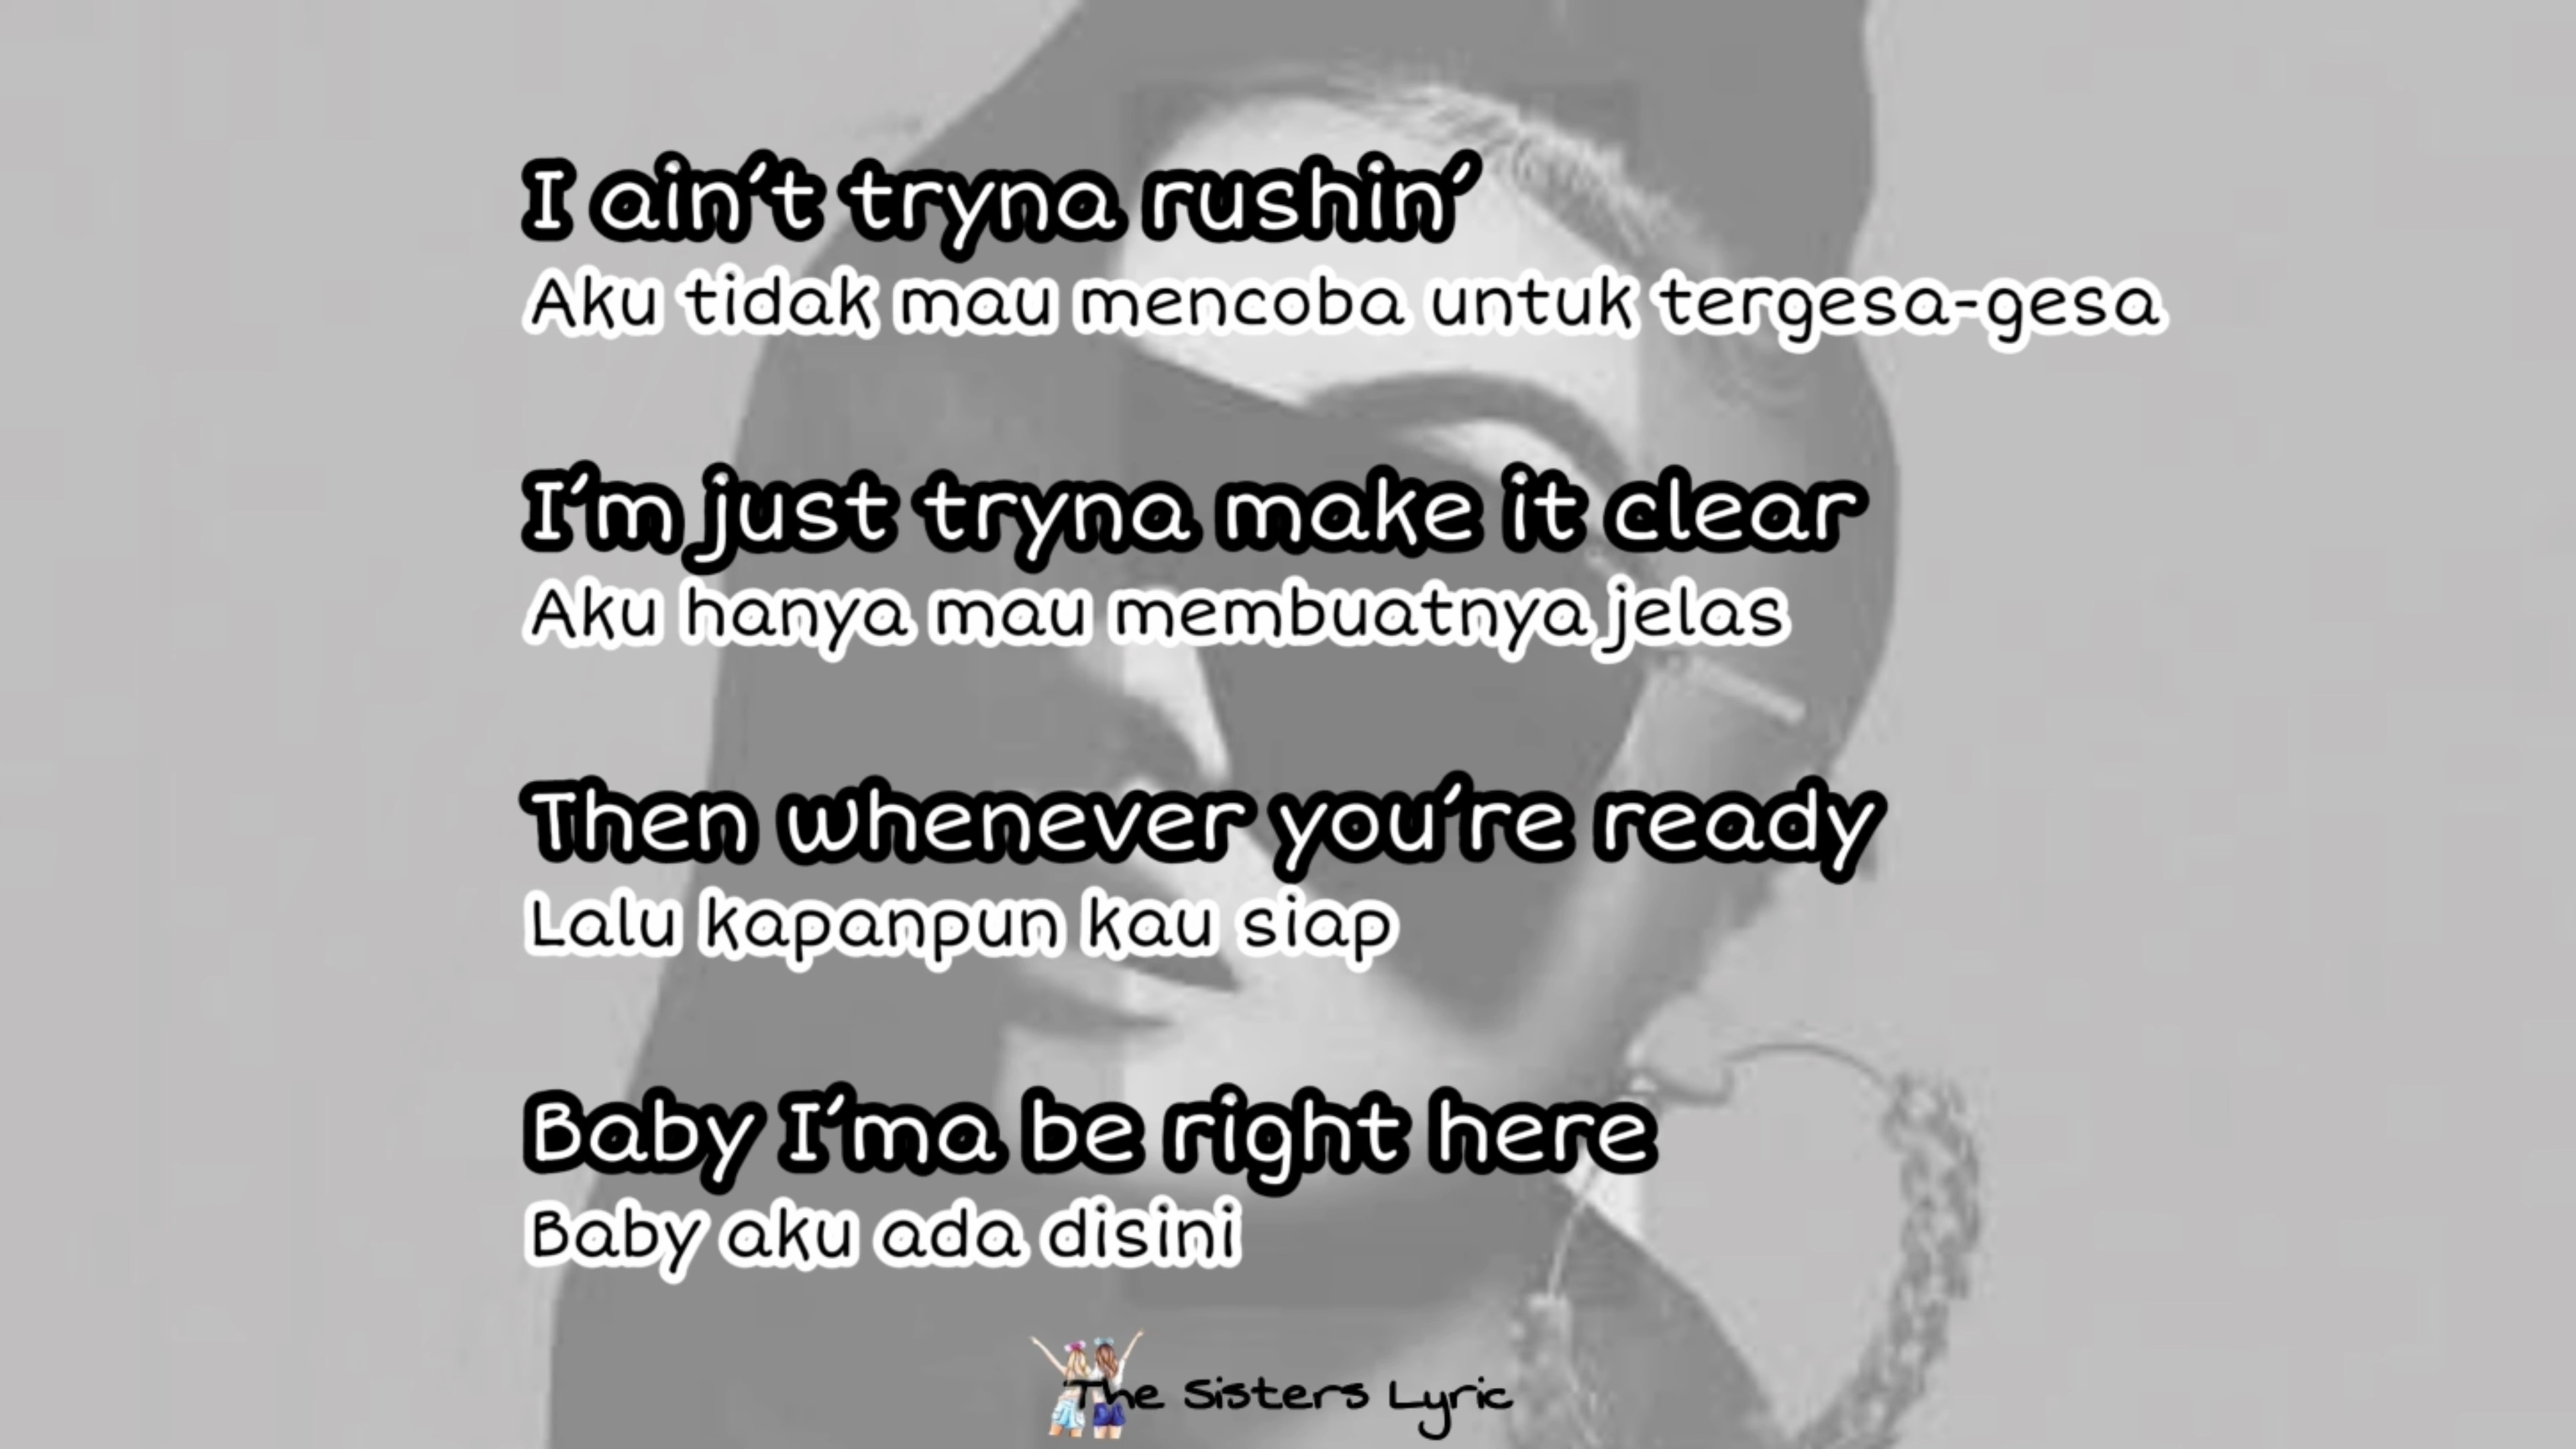 I ain't tryna rushin'
Aku tidak mau mencoba untuk tergesa-gesa
I'm just tryna make it clear
Aku hanya mau membuatnya jelas
Then whenever you're ready
Lalu kapanpun kau siap
Baby I'ma be right here
Baby aku ada disini
The Sisters Lyric